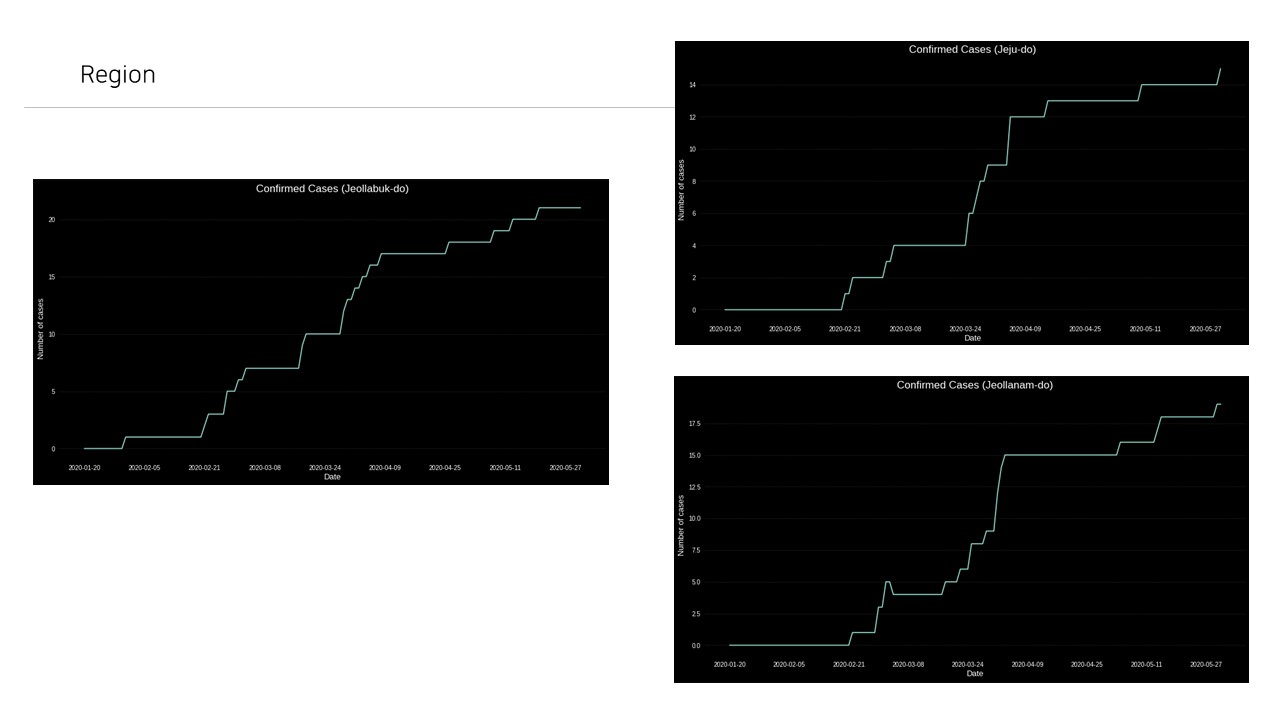 Region
Confirmed Cases (Jeollabuk-do)
Number of cases
20
15
10
5
0
2020-01-20 2020-02-05 2020-02-21 2020-03-08 2020-03-24 2020-04-09 2020-04-25 2020-05-11 2020-05-27
Date
Confirmed Cases (Jeju-do)
Number of cases
14
12
10
8
6
4
2
0
2020-01-20 2020-02-05 2020-02-21 2020-03-08 2020-03-24 2020-04-09 2020-04-25 2020-05-11 2020-05-27
Date
Confirmed Cases (Jeollanam-do)
Number of cases
17.5
15.0
12.5
10.0
7.5
5.0
2.5
0.0
2020-01-20 2020-02-05 2020-02-21 2020-03-08 2020-03-24 2020-04-09 2020-04-25 2020-05-11 2020-05-27
Date